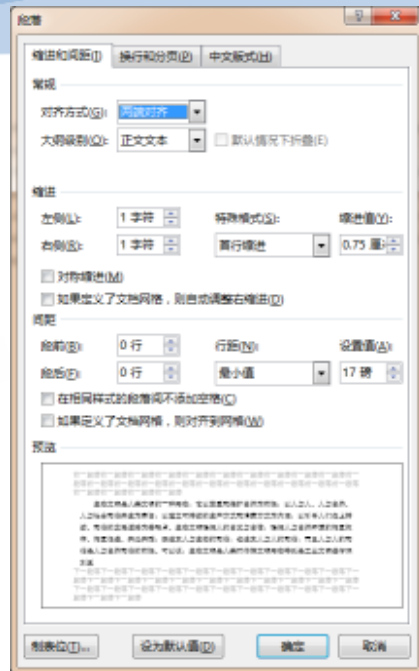 段落
缩进和间距(I) 换行和分页(P) 中文版式(H)
常规
对齐方式(G): 两端对齐
大纲级别(O): 正文文本 默认情况下折叠(E)
缩进
左侧(L): 1 字符 特殊格式(S): 缩进值(Y):
右侧(R): 1 字符 首行缩进 0.75 厘
对称缩进(M)
如果定义了文档网格，则自动调整右缩进(D)
间距
段前(B): 0 行 行距(N): 设置值(A):
段后(F): 0 行 最小值 17 磅
在相同样式的段落间不添加空格(C)
如果定义了文档网格，则对齐到网格(W)
预览
制表位(T)... 设为默认值(D) 确定 取消